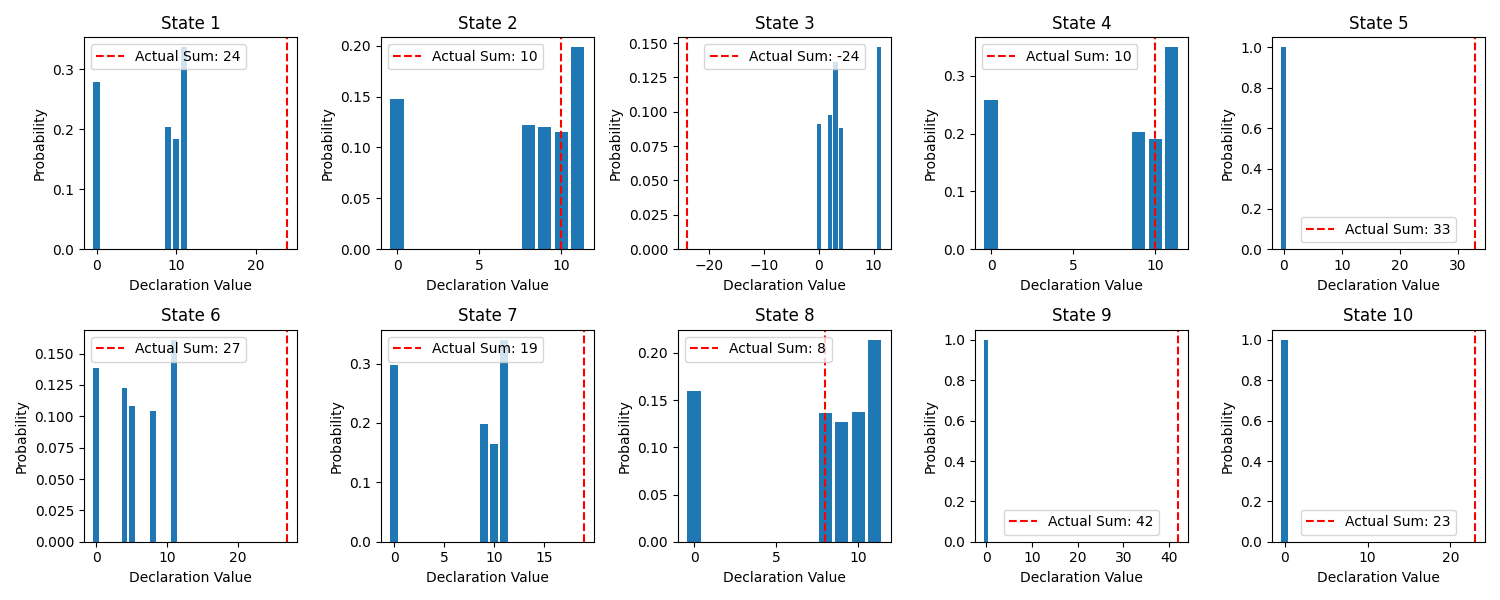 State 1
State 2
State 3
State 4
State 5
Actual Sum: 24
Actual Sum: 10
Actual Sum: -24
Actual Sum: 10
Actual Sum: 33
Probability
0.3
0.2
0.1
0.0
Probability
0.20
0.15
0.10
0.05
0.00
Probability
0.150
0.125
0.100
0.075
0.050
0.025
0.000
Probability
0.3
0.2
0.1
0.0
Probability
1.0
0.8
0.6
0.4
0.2
0.0
0 10 20
0 5 10
−20 −10 0 10
0 5 10
0 10 20 30
Declaration Value
Declaration Value
Declaration Value
Declaration Value
Declaration Value
State 6
State 7
State 8
State 9
State 10
Actual Sum: 27
Actual Sum: 19
Actual Sum: 8
Actual Sum: 42
Actual Sum: 23
Probability
0.150
0.125
0.100
0.075
0.050
0.025
0.000
Probability
0.3
0.2
0.1
0.0
Probability
0.20
0.15
0.10
0.05
0.00
Probability
1.0
0.8
0.6
0.4
0.2
0.0
Probability
1.0
0.8
0.6
0.4
0.2
0.0
0 10 20
0 5 10 15
0 5 10
0 10 20 30 40
0 10 20
Declaration Value
Declaration Value
Declaration Value
Declaration Value
Declaration Value